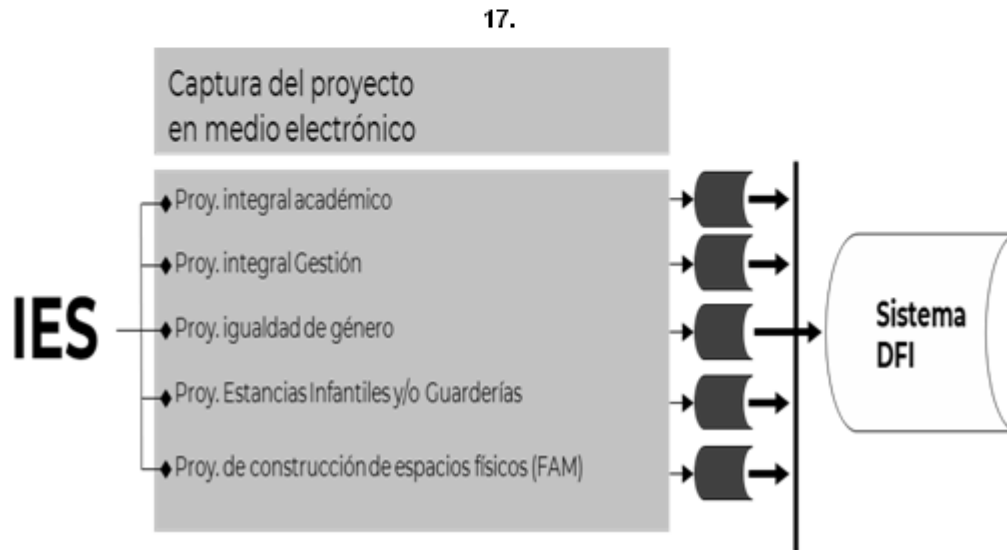 17.
Captura del proyecto
en medio electrónico
Proy. integral académico
Proy. integral Gestión
IES
Proy. igualdad de género
Proy. Estancias Infantiles y/o Guarderías
Proy. de construcción de espacios físicos (FAM)
Sistema
DFI